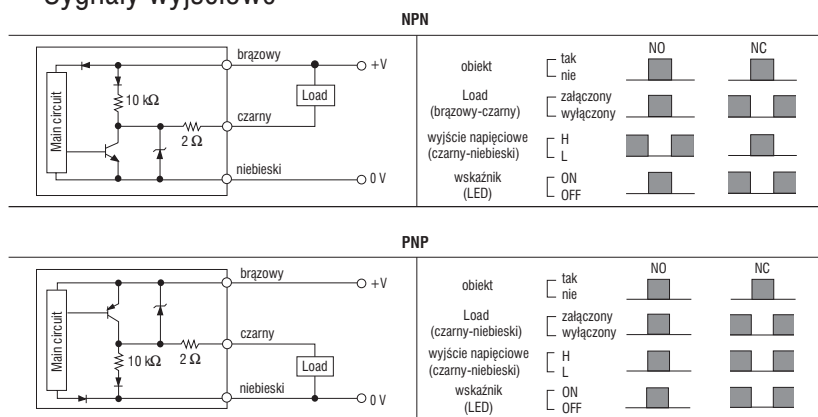 Sygnały wyjściowe
NPN
Main circuit
10 kΩ
2 Ω
brązowy
czarny
niebieski
Load
+V
0 V
NO
NC
obiekt
tak
nie
Load
(brązowy-czarny)
załączony
wyłączony
wyjście napięciowe
(czarny-niebieski)
H
L
wskaźnik
(LED)
ON
OFF
PNP
Main circuit
10 kΩ
2 Ω
brązowy
czarny
niebieski
Load
+V
0 V
NO
NC
obiekt
tak
nie
Load
(czarny-niebieski)
załączony
wyłączony
wyjście napięciowe
(czarny-niebieski)
H
L
wskaźnik
(LED)
ON
OFF